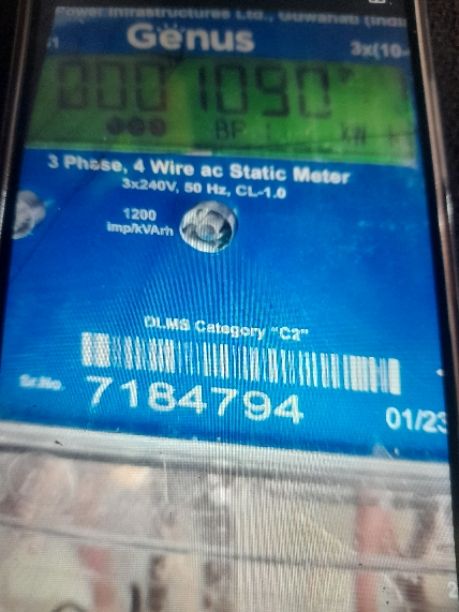 Power Infrastructures Ltd., Guwahati (Indi
Genus
3x(10-
0001090
BP
kW h
3 Phase, 4 Wire ac Static Meter
3x240V, 50 Hz, CL-1.0
1200
imp/kVArh
DLMS Category "C2"
Sr.No. 7184794
01/23